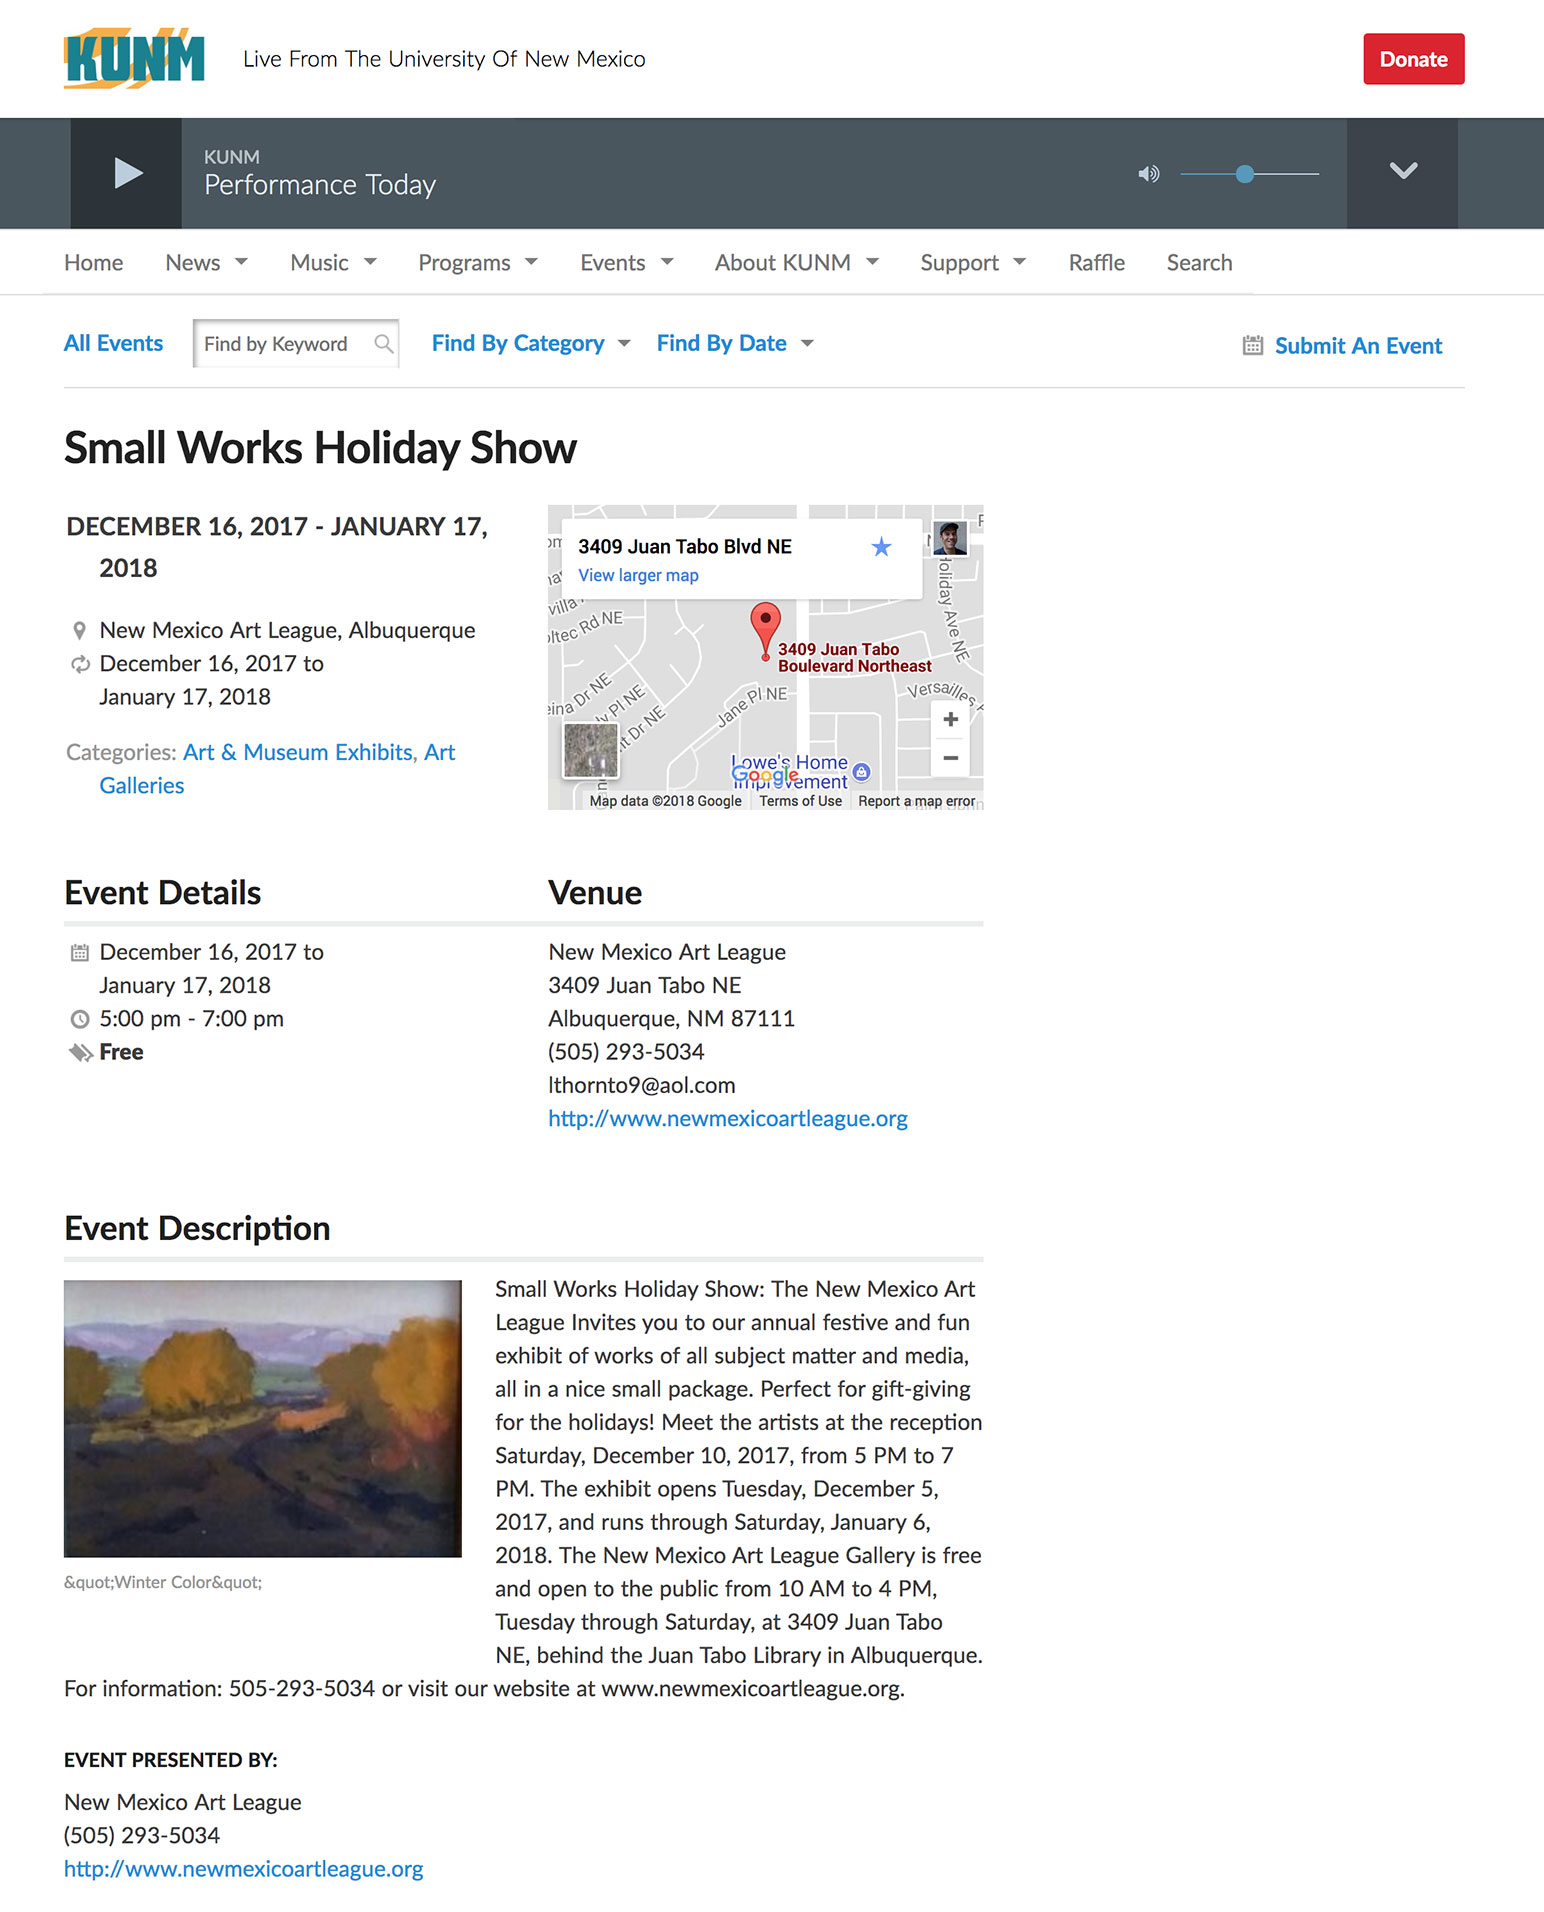 KUNM
Live From The University Of New Mexico
Donate
KUNM
Performance Today
Home
News
Music
Programs
Events
About KUNM
Support
Raffle
Search
All Events
Find by Keyword
Find By Category
Find By Date
Submit An Event
Small Works Holiday Show
DECEMBER 16, 2017 - JANUARY 17,
2018
New Mexico Art League, Albuquerque
December 16, 2017 to
January 17, 2018
Categories: Art & Museum Exhibits, Art
Galleries
3409 Juan Tabo Blvd NE
View larger map
Holiday Ave NE
3409 Juan Tabo
Boulevard Northeast
Versailles
Jane Pl NE
Lowe's Home
Improvement
Google
Map data ©2018 Google
Terms of Use
Report a map error
Event Details
December 16, 2017 to
January 17, 2018
5:00 pm - 7:00 pm
Free
Venue
New Mexico Art League
3409 Juan Tabo NE
Albuquerque, NM 87111
(505) 293-5034
lthornto9@aol.com
http://www.newmexicoartleague.org
Event Description
&quot;Winter Color&quot;
Small Works Holiday Show: The New Mexico Art
League Invites you to our annual festive and fun
exhibit of works of all subject matter and media,
all in a nice small package. Perfect for gift-giving
for the holidays! Meet the artists at the reception
Saturday, December 10, 2017, from 5 PM to 7
PM. The exhibit opens Tuesday, December 5,
2017, and runs through Saturday, January 6,
2018. The New Mexico Art League Gallery is free
and open to the public from 10 AM to 4 PM,
Tuesday through Saturday, at 3409 Juan Tabo
NE, behind the Juan Tabo Library in Albuquerque.
For information: 505-293-5034 or visit our website at www.newmexicoartleague.org.
EVENT PRESENTED BY:
New Mexico Art League
(505) 293-5034
http://www.newmexicoartleague.org